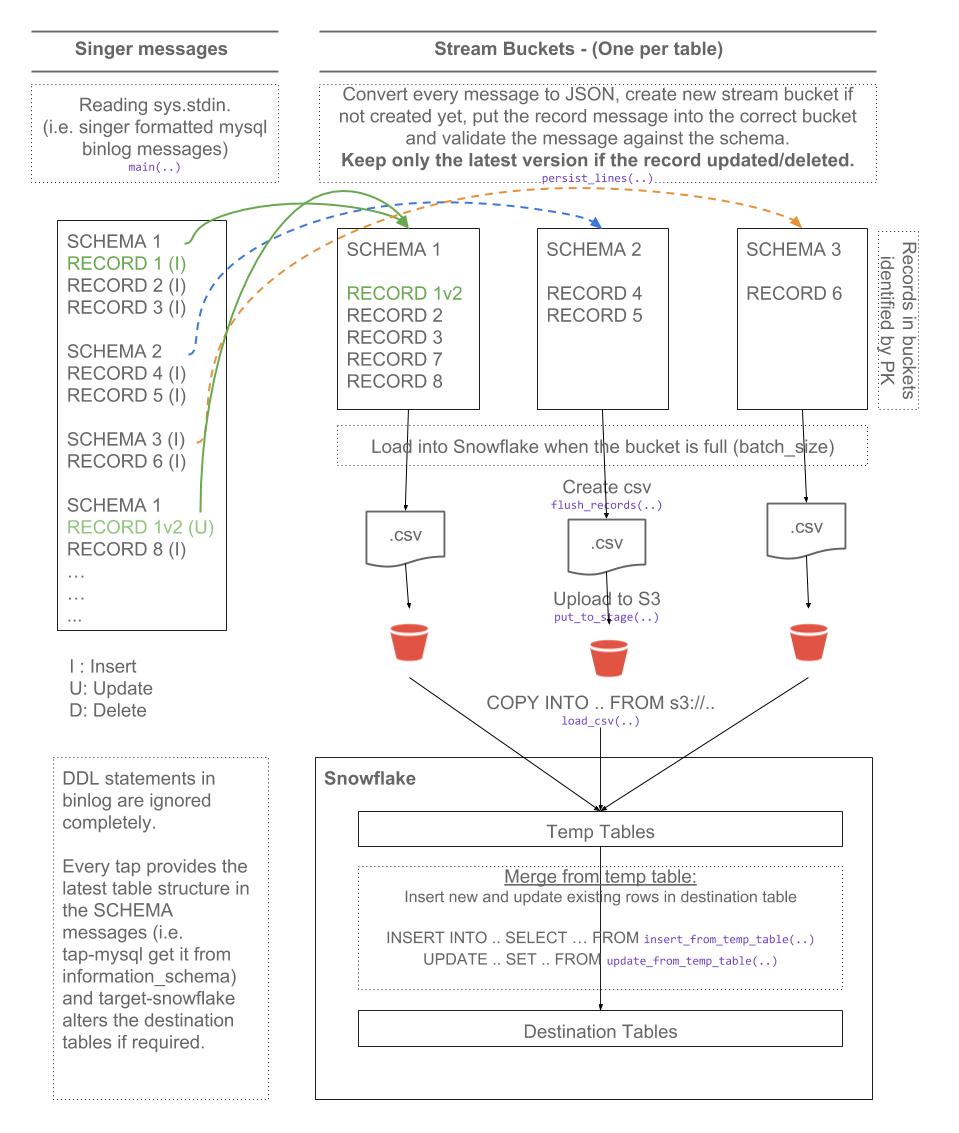 Singer messages
Stream Buckets - (One per table)
Reading sys.stdin.
(i.e. singer formatted mysql
binlog messages)
main(..)
Convert every message to JSON, create new stream bucket if
not created yet, put the record message into the correct bucket
and validate the message against the schema.
Keep only the latest version if the record updated/deleted.
persist_lines(..)
SCHEMA 1
RECORD 1 (I)
RECORD 2 (I)
RECORD 3 (I)
SCHEMA 2
RECORD 4 (I)
RECORD 5 (I)
SCHEMA 3 (I)
RECORD 6 (I)
SCHEMA 1
RECORD 1v2 (U)
RECORD 8 (I)
…
…
...
I : Insert
U: Update
D: Delete
SCHEMA 1
RECORD 1v2
RECORD 2
RECORD 3
RECORD 7
RECORD 8
SCHEMA 2
RECORD 4
RECORD 5
SCHEMA 3
RECORD 6
Records in buckets
identified by PK
Load into Snowflake when the bucket is full (batch_size)
Create csv
flush_records(..)
.csv
.csv
.csv
Upload to S3
put_to_stage(..)
COPY INTO .. FROM s3://..
load_csv(..)
DDL statements in
binlog are ignored
completely.
Every tap provides the
latest table structure in
the SCHEMA
messages (i.e.
tap-mysql get it from
information_schema)
and target-snowflake
alters the destination
tables if required.
Snowflake
Temp Tables
Merge from temp table:
Insert new and update existing rows in destination table
INSERT INTO .. SELECT … FROM insert_from_temp_table(..)
UPDATE .. SET .. FROM update_from_temp_table(..)
Destination Tables